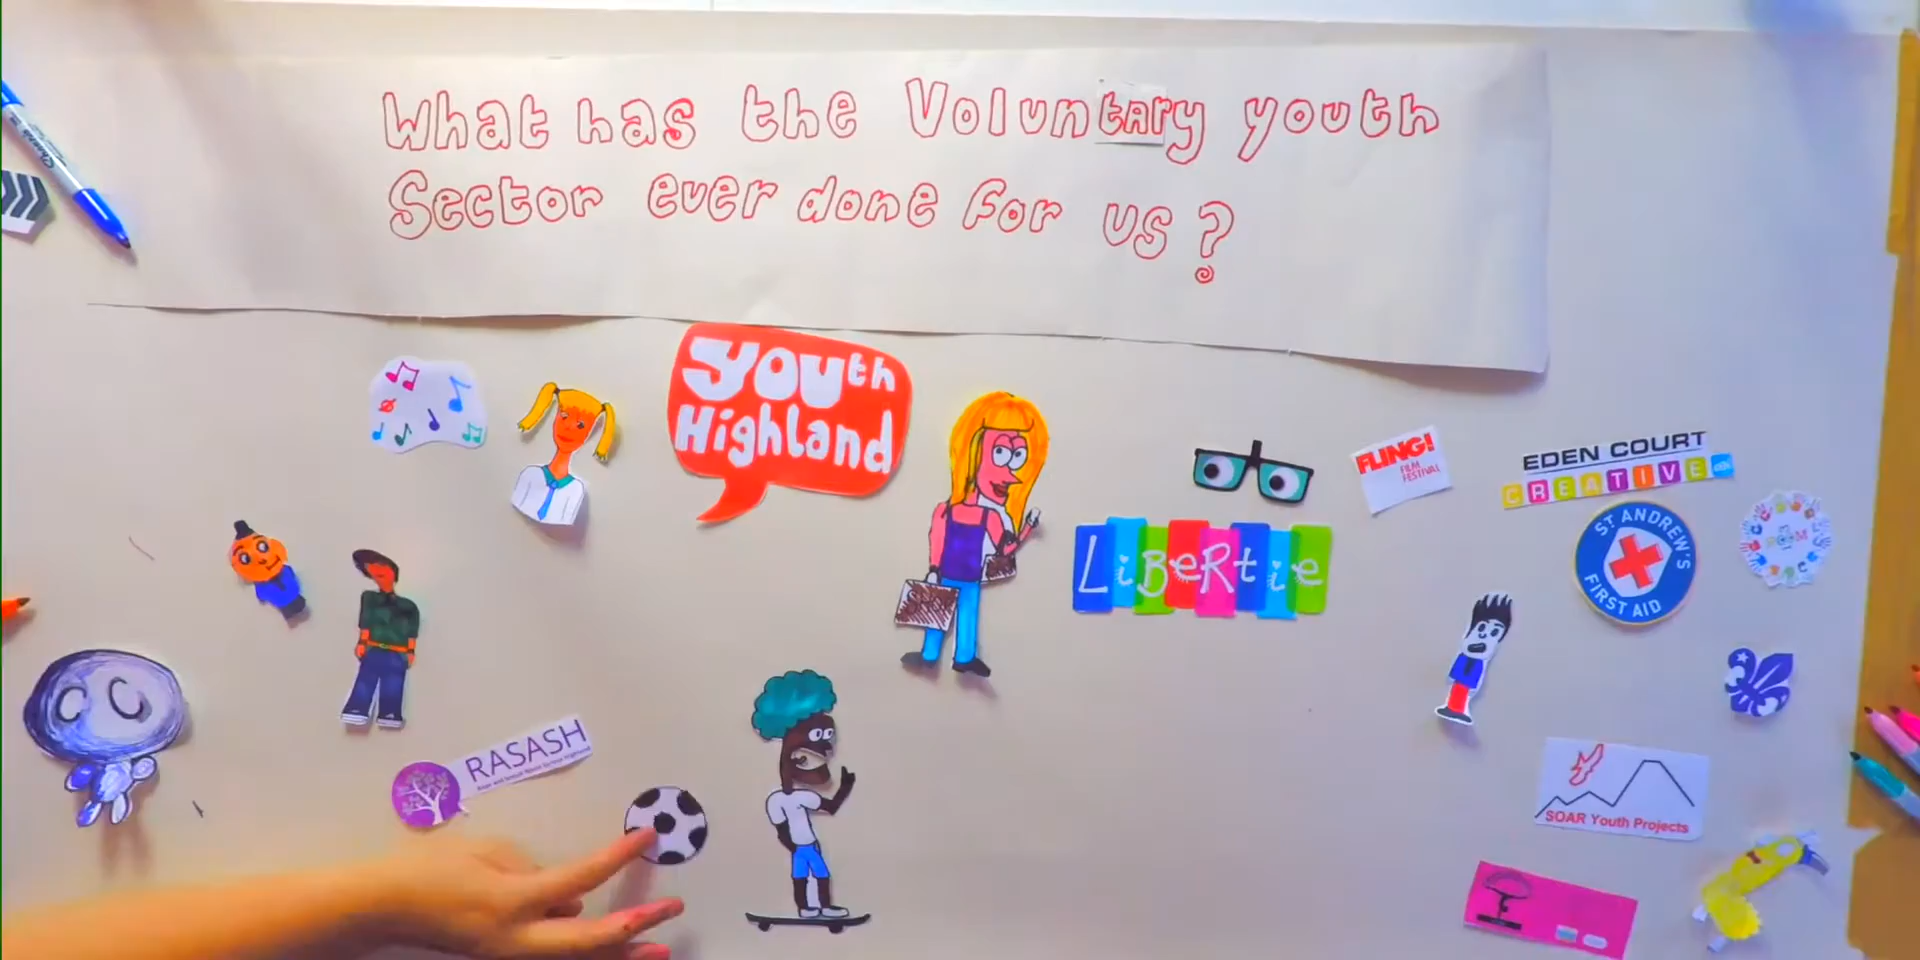 What has the Voluntary youth
Sector ever done for us?
youth
Highland
FLING!
FILM
FESTIVAL
EDEN COURT
CREATIVE
LiBeRtie
ST ANDREW'S
FIRST AID
RASASH
SOAR Youth Projects